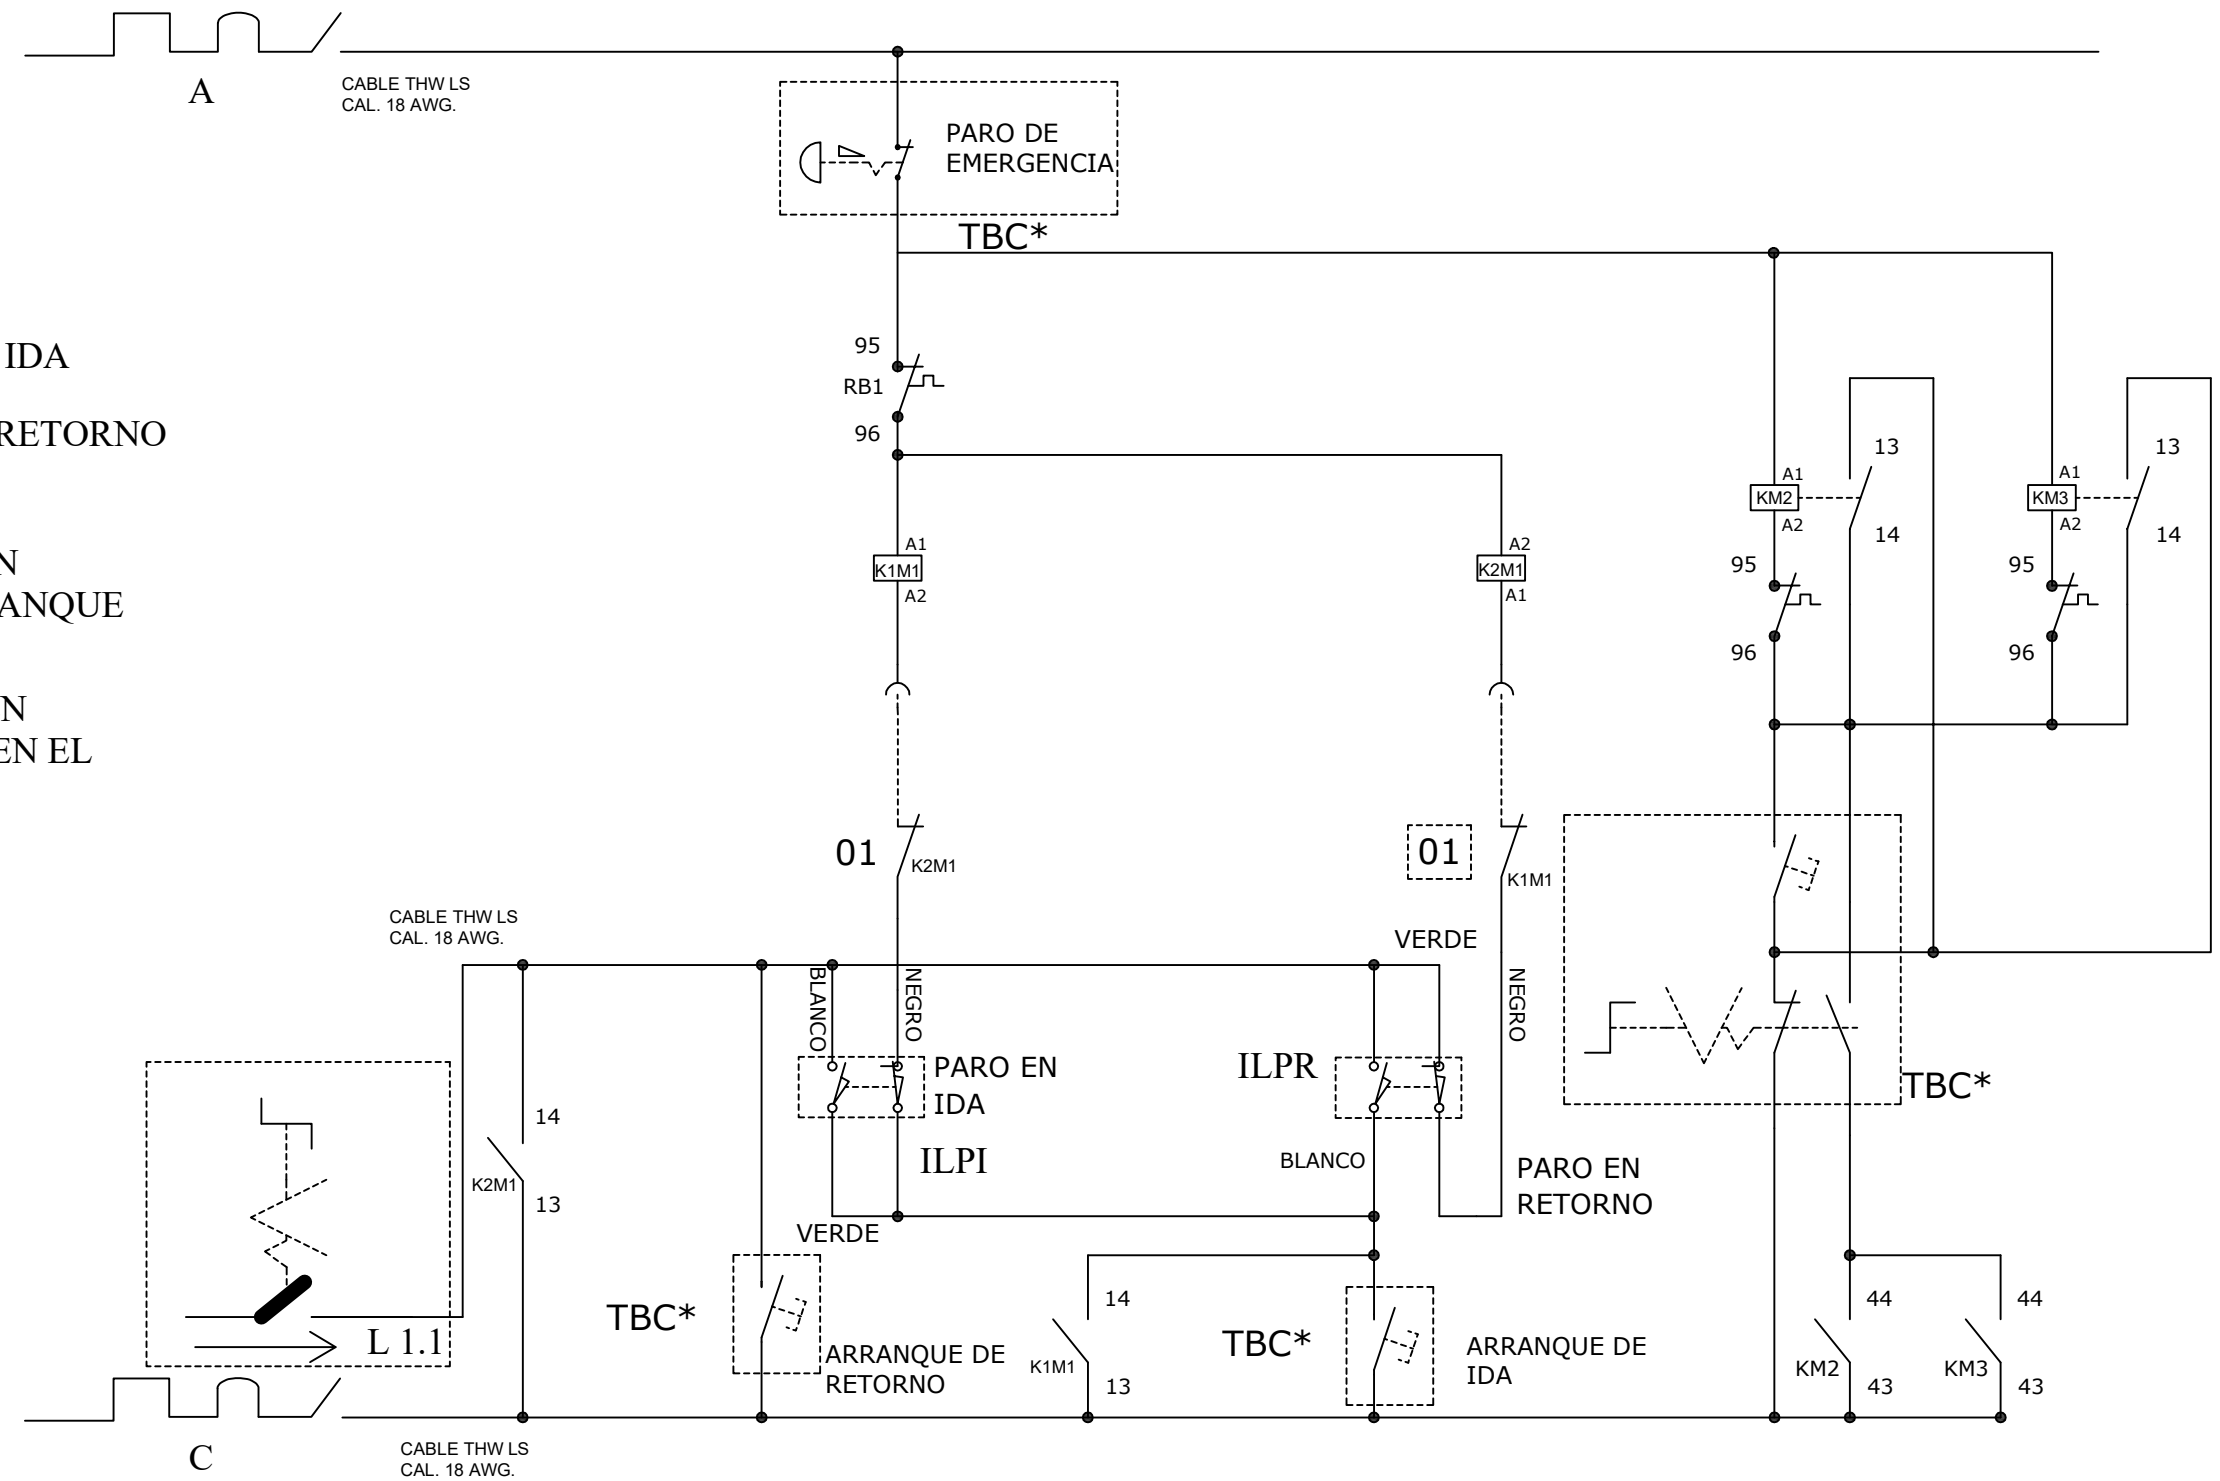 A
CABLE THW LS
CAL. 18 AWG.
PARO DE
EMERGENCIA
TBC*
IDA
RETORNO
N
ANQUE
N
EN EL
95
RB1
96
A1
K1M1
A2
A2
K2M1
A1
A1
KM2
A2
13
14
95
96
A1
KM3
A2
13
14
95
96
01
K2M1
01
K1M1
CABLE THW LS
CAL. 18 AWG.
VERDE
BLANCO
NEGRO
NEGRO
PARO EN
IDA
ILPI
ILPR
BLANCO
PARO EN
RETORNO
TBC*
14
K2M1
13
VERDE
TBC*
ARRANQUE DE
RETORNO
14
K1M1
13
TBC*
ARRANQUE DE
IDA
44
KM2
43
44
KM3
43
L 1.1
C
CABLE THW LS
CAL. 18 AWG.